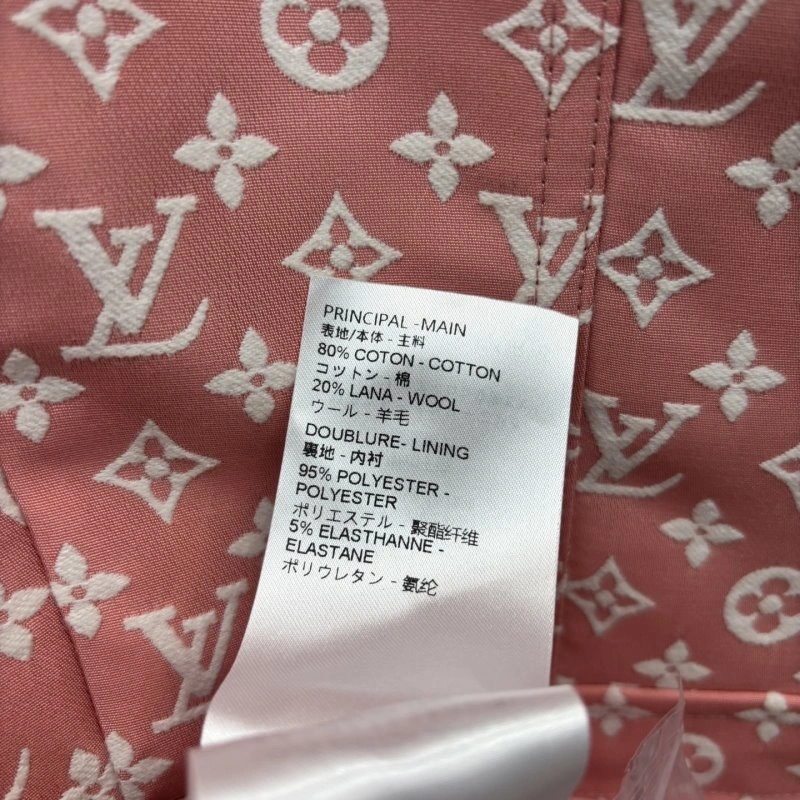 PRINCIPAL -MAIN
表地/本体 - 主料
80% COTON - COTTON
コットン - 棉
20% LANA - WOOL
ウール - 羊毛
DOUBLURE- LINING
裏地 - 内衬
95% POLYESTER -
POLYESTER
ポリエステル - 聚酯纤维
5% ELASTHANNE -
ELASTANE
ポリウレタン - 氨纶